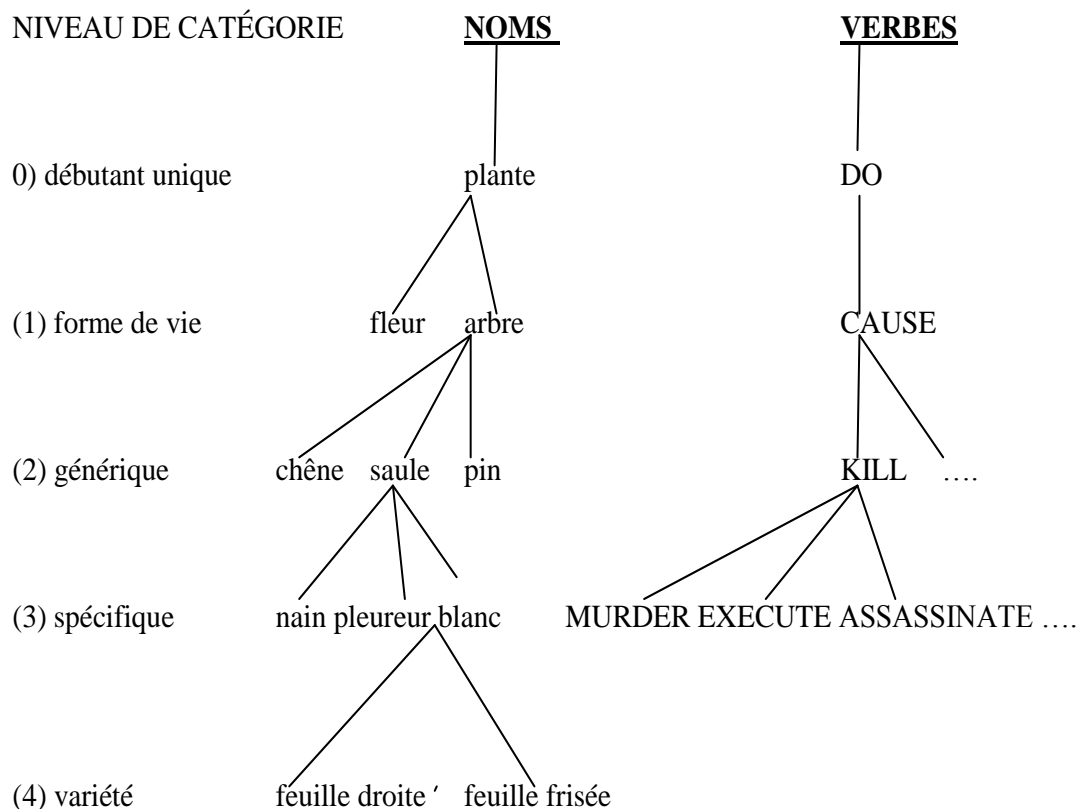 NIVEAU DE CATÉGORIE NOMS VERBES
0) débutant unique plante DO
(1) forme de vie fleur arbre CAUSE
(2) générique chêne saule pin KILL ….
(3) spécifique nain pleureur blanc MURDER EXECUTE ASSASSINATE ….
(4) variété feuille droite ′ feuille frisée